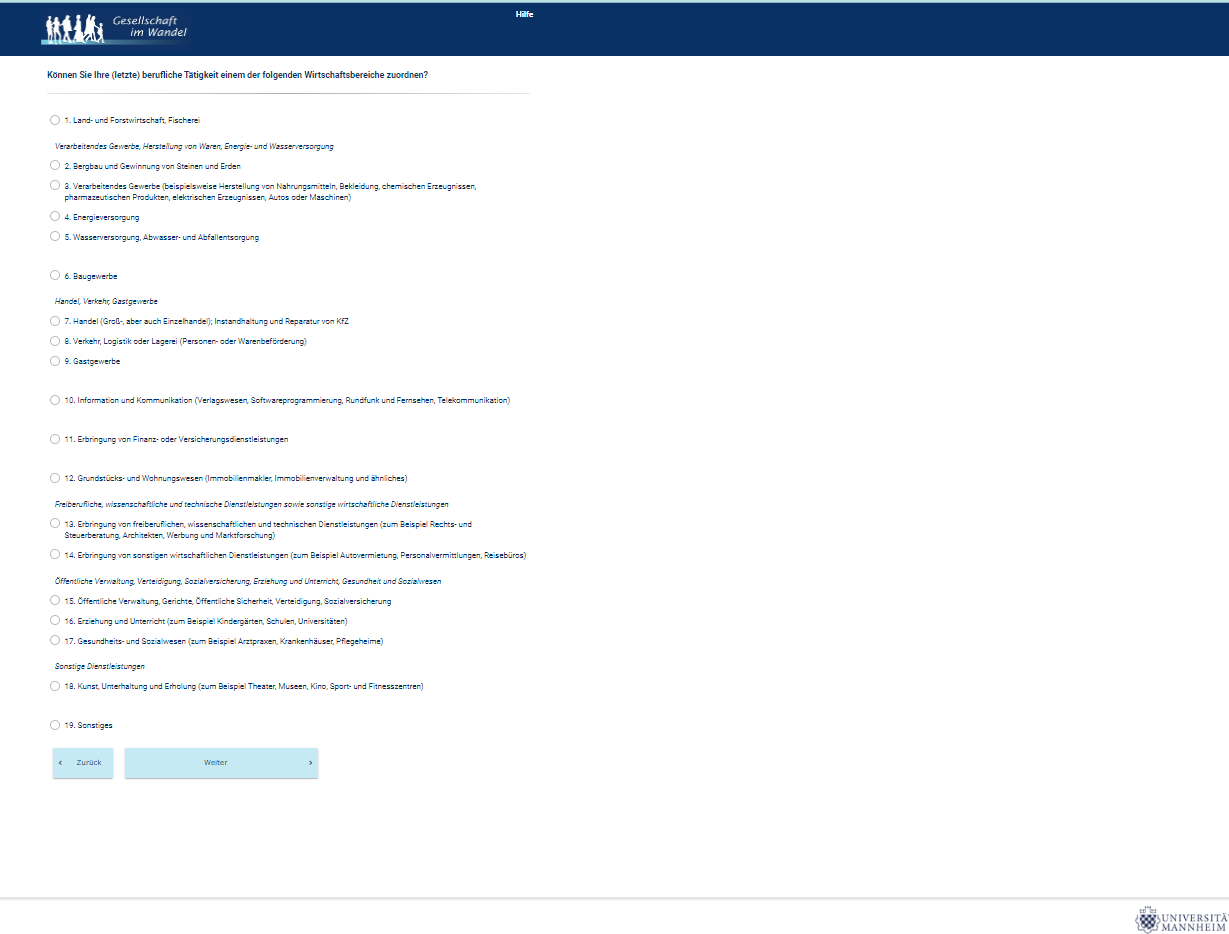 Gesellschaft
im Wandel
Hilfe
Können Sie Ihre (letzte) berufliche Tätigkeit einem der folgenden Wirtschaftsbereiche zuordnen?
1. Land- und Forstwirtschaft, Fischerei
Verarbeitendes Gewerbe, Herstellung von Waren, Energie- und Wasserversorgung
2. Bergbau und Gewinnung von Steinen und Erden
3. Verarbeitendes Gewerbe (beispielsweise Herstellung von Nahrungsmitteln, Bekleidung, chemischen Erzeugnissen,
pharmazeutischen Produkten, elektrischen Erzeugnissen, Autos oder Maschinen)
4. Energieversorgung
5. Wasserversorgung, Abwasser- und Abfallentsorgung
6. Baugewerbe
Handel, Verkehr, Gastgewerbe
7. Handel (Groß-, aber auch Einzelhandel); Instandhaltung und Reparatur von KfZ
8. Verkehr, Logistik oder Lagerei (Personen- oder Warenbeförderung)
9. Gastgewerbe
10. Information und Kommunikation (Verlagswesen, Softwareprogrammierung, Rundfunk und Fernsehen, Telekommunikation)
11. Erbringung von Finanz- oder Versicherungsdienstleistungen
12. Grundstücks- und Wohnungswesen (Immobilienmakler, Immobilienverwaltung und ähnliches)
Freiberufliche, wissenschaftliche und technische Dienstleistungen sowie sonstige wirtschaftliche Dienstleistungen
13. Erbringung von freiberuflichen, wissenschaftlichen und technischen Dienstleistungen (zum Beispiel Rechts- und
Steuerberatung, Architekten, Werbung und Marktforschung)
14. Erbringung von sonstigen wirtschaftlichen Dienstleistungen (zum Beispiel Autovermietung, Personalvermittlungen, Reisebüros)
Öffentliche Verwaltung, Verteidigung, Sozialversicherung, Erziehung und Unterricht, Gesundheit und Sozialwesen
15. Öffentliche Verwaltung, Gerichte, Öffentliche Sicherheit, Verteidigung, Sozialversicherung
16. Erziehung und Unterricht (zum Beispiel Kindergärten, Schulen, Universitäten)
17. Gesundheits- und Sozialwesen (zum Beispiel Arztpraxen, Krankenhäuser, Pflegeheime)
Sonstige Dienstleistungen
18. Kunst, Unterhaltung und Erholung (zum Beispiel Theater, Museen, Kino, Sport- und Fitnesszentren)
19. Sonstiges
‹ Zurück
Weiter ›
UNIVERSITÄ
MANNHEIM